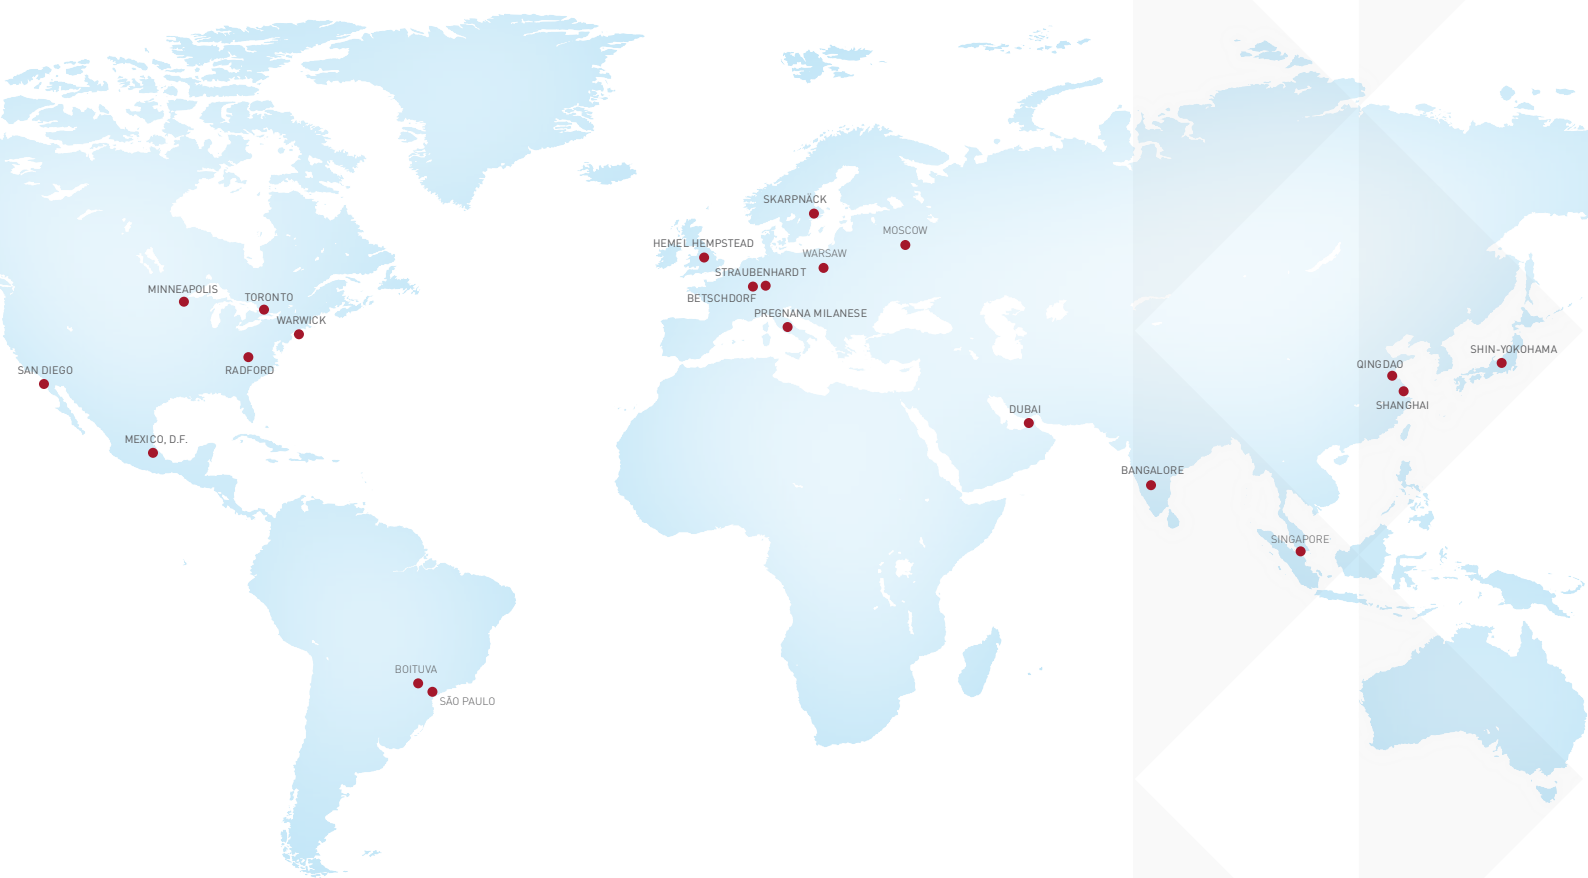 SKARPNÄCK
MOSCOW
HEMEL HEMPSTEAD
WARSAW
STRAUBENHARDT
MINNEAPOLIS
TORONTO
BETSCHDORF
WARWICK
PREGNANA MILANESE
SHIN-YOKOHAMA
QINGDAO
SAN DIEGO
RADFORD
SHANGHAI
DUBAI
MEXICO, D.F.
BANGALORE
SINGAPORE
BOITUVA
SÃO PAULO